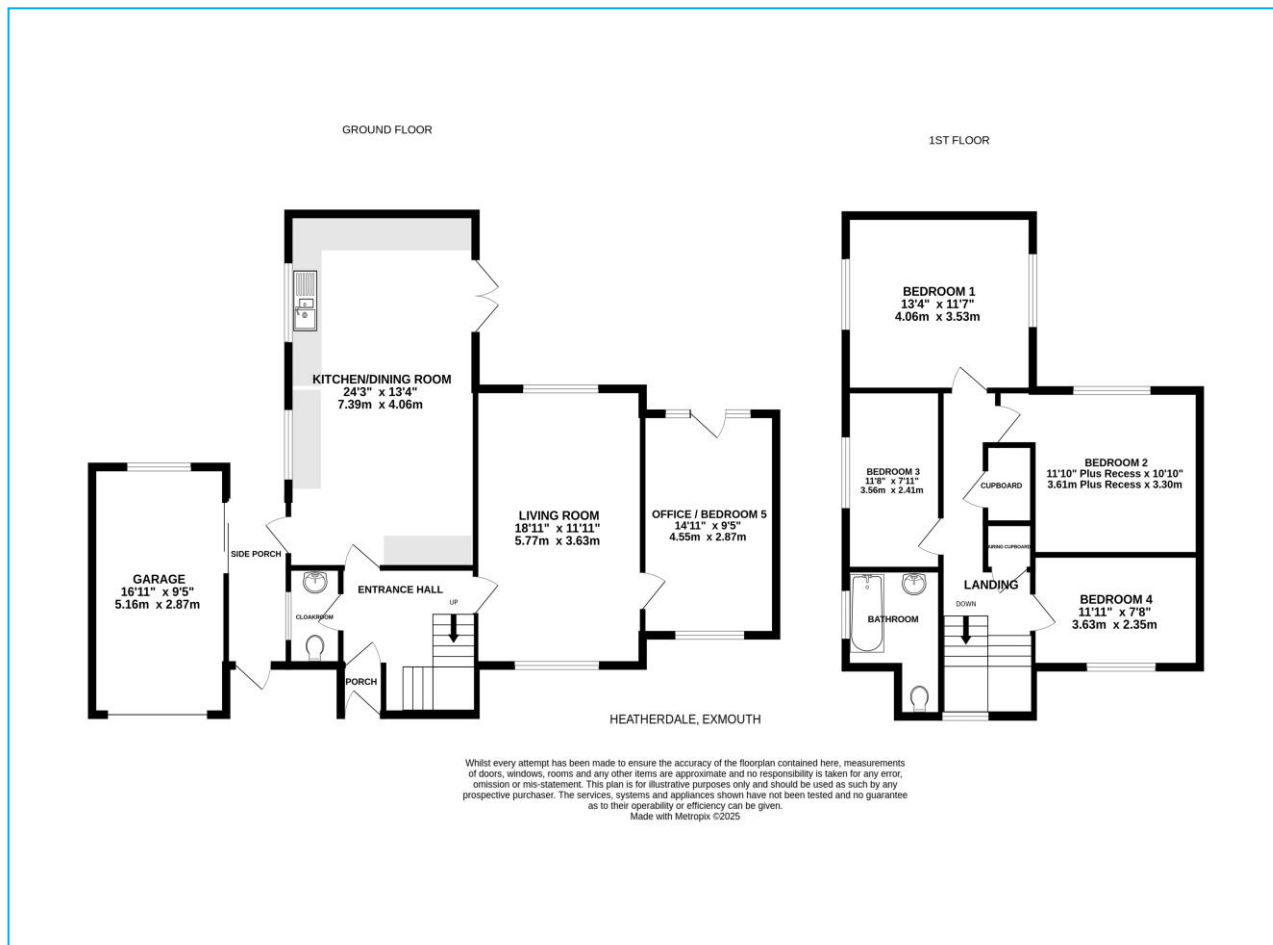 GROUND FLOOR
1ST FLOOR
KITCHEN/DINING ROOM
24'3" x 13'4"
7.39m x 4.06m
LIVING ROOM
18'11" x 11'11"
5.77m x 3.63m
OFFICE / BEDROOM 5
14'11" x 9'5"
4.55m x 2.87m
SIDE PORCH
GARAGE
16'11" x 9'5"
5.16m x 2.87m
ENTRANCE HALL
UP
CLOAKROOM
PORCH
BEDROOM 1
13'4" x 11'7"
4.06m x 3.53m
BEDROOM 2
11'10" Plus Recess x 10'10"
3.61m Plus Recess x 3.30m
BEDROOM 3
11'8" x 7'11"
3.56m x 2.41m
CUPBOARD
AIRING CUPBOARD
LANDING
DOWN
BEDROOM 4
11'11" x 7'8"
3.63m x 2.35m
BATHROOM
HEATHERDALE, EXMOUTH
Whilst every attempt has been made to ensure the accuracy of the floorplan contained here, measurements
of doors, windows, rooms and any other items are approximate and no responsibility is taken for any error,
omission or mis-statement. This plan is for illustrative purposes only and should be used as such by any
prospective purchaser. The services, systems and appliances shown have not been tested and no guarantee
as to their operability or efficiency can be given.
Made with Metropix ©2025